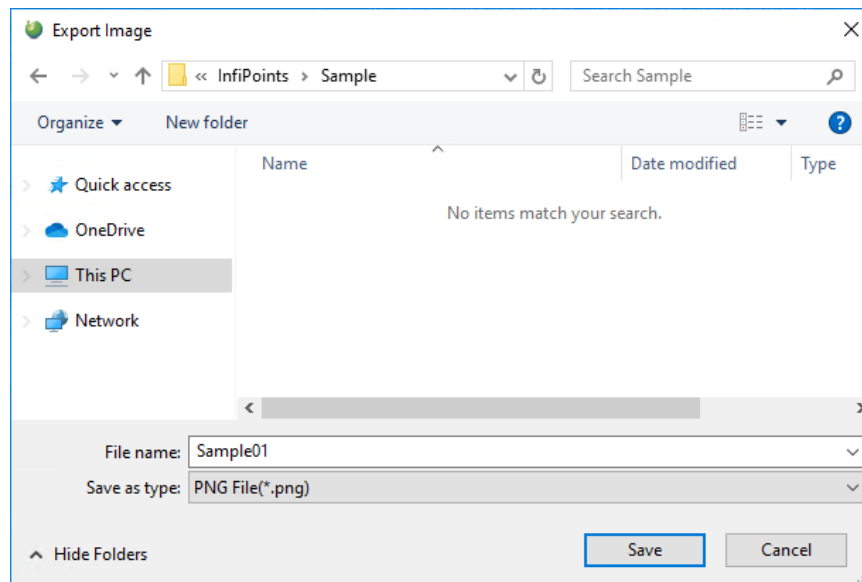 Export Image
« InfiPoints › Sample
Search Sample
Organize
New folder
?
Name
Date modified
Type
Quick access
No items match your search.
OneDrive
This PC
Network
File name: Sample01
Save as type: PNG File(*.png)
Hide Folders
Save
Cancel